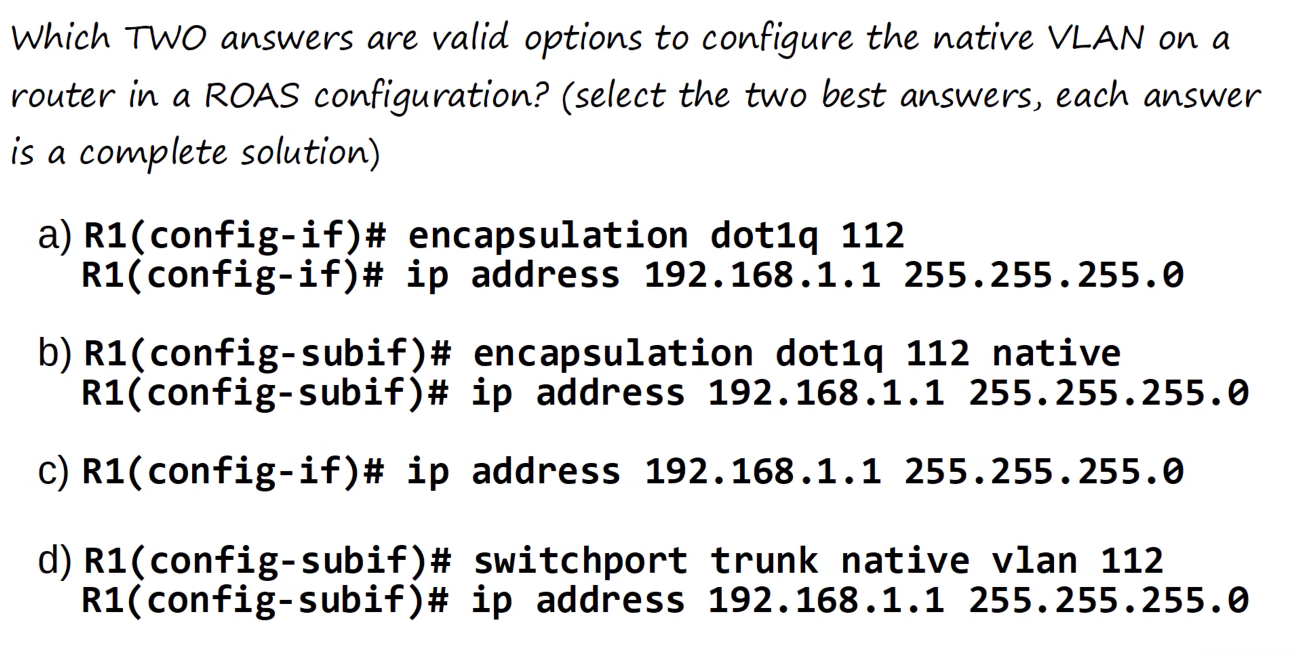 Which TWO answers are valid options to configure the native VLAN on a
router in a ROAS configuration? (select the two best answers, each answer
is a complete solution)
a) R1(config-if)# encapsulation dot1q 112
R1(config-if)# ip address 192.168.1.1 255.255.255.0
b) R1(config-subif)# encapsulation dot1q 112 native
R1(config-subif)# ip address 192.168.1.1 255.255.255.0
c) R1(config-if)# ip address 192.168.1.1 255.255.255.0
d) R1(config-subif)# switchport trunk native vlan 112
R1(config-subif)# ip address 192.168.1.1 255.255.255.0